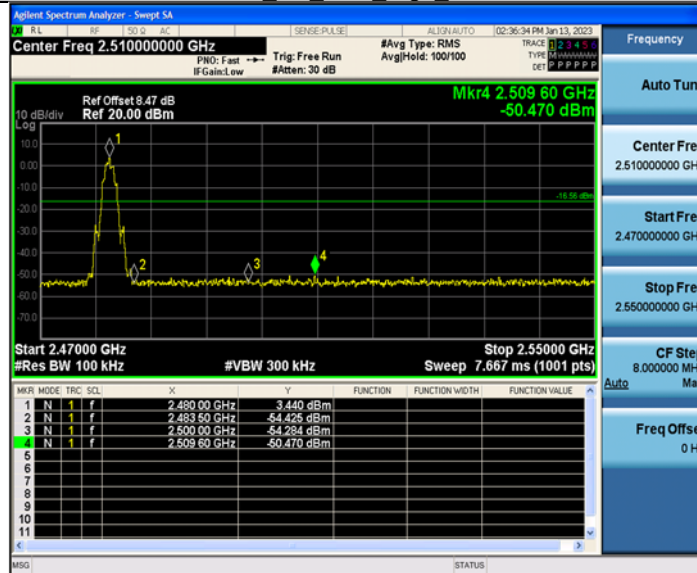 Agilent Spectrum Analyzer - Swept SA
RL RF 50 Ω AC SENSE:PULSE ALIGN AUTO 02:36:34 PM Jan 13, 2023
Center Freq 2.510000000 GHz
PNO: Fast
IFGain:Low
Trig: Free Run
#Atten: 30 dB
#Avg Type: RMS
Avg|Hold: 100/100
TRACE 1 2 3 4 5 6
TYPE
DET P P P P P P
Ref Offset 8.47 dB
Ref 20.00 dBm
10 dB/div
Log
Mkr4 2.509 60 GHz
-50.470 dBm
10.0
0.00
-10.0
-20.0
-30.0
-40.0
-50.0
-60.0
-70.0
1
2
3
4
-16.56 dBm
Start 2.47000 GHz Stop 2.55000 GHz
#Res BW 100 kHz #VBW 300 kHz Sweep 7.667 ms (1001 pts)
MKR MODE TRC SCL X Y FUNCTION FUNCTION WIDTH FUNCTION VALUE
1 N 1 f 2.480 00 GHz 3.440 dBm
2 N 1 f 2.483 50 GHz -54.425 dBm
3 N 1 f 2.500 00 GHz -54.284 dBm
4 N 1 f 2.509 60 GHz -50.470 dBm
5
6
7
8
9
10
11
MSG STATUS
Frequency
Auto Tun
Center Fre
2.510000000 GH
Start Fre
2.470000000 GH
Stop Fre
2.550000000 GH
CF Ste
8.000000 MH
Auto Ma
Freq Offse
0 H